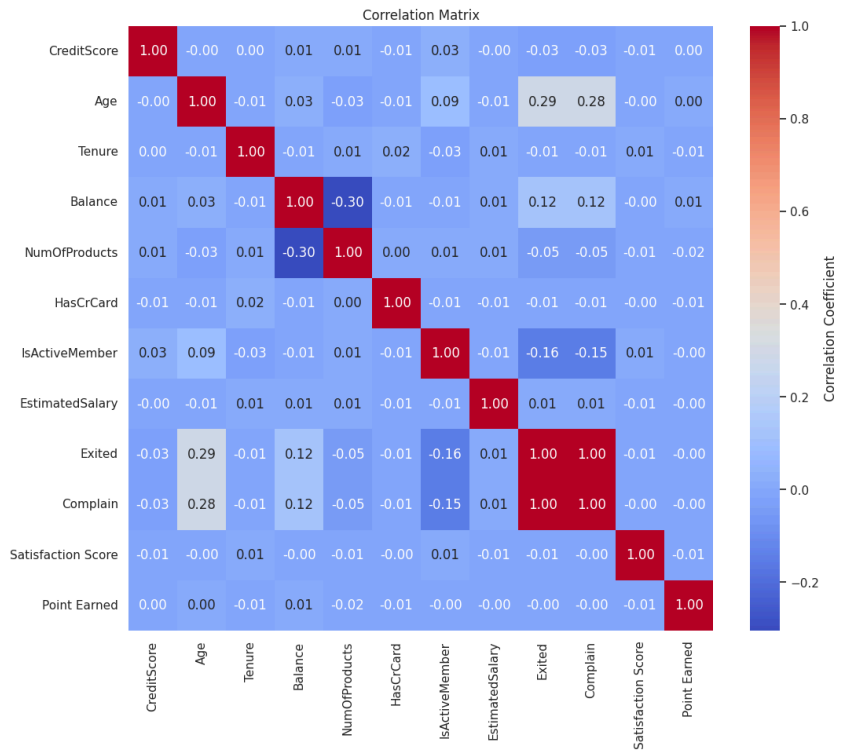 Correlation Matrix
CreditScore 1.00 -0.00 0.00 0.01 0.01 -0.01 0.03 -0.00 -0.03 -0.03 -0.01 0.00
Age -0.00 1.00 -0.01 0.03 -0.03 -0.01 0.09 -0.01 0.29 0.28 -0.00 0.00
Tenure 0.00 -0.01 1.00 -0.01 0.01 0.02 -0.03 0.01 -0.01 -0.01 0.01 -0.01
Balance 0.01 0.03 -0.01 1.00 -0.30 -0.01 -0.01 0.01 0.12 0.12 -0.00 0.01
NumOfProducts 0.01 -0.03 0.01 -0.30 1.00 0.00 0.01 0.01 -0.05 -0.05 -0.01 -0.02
HasCrCard -0.01 -0.01 0.02 -0.01 0.00 1.00 -0.01 -0.01 -0.01 -0.01 -0.00 -0.01
IsActiveMember 0.03 0.09 -0.03 -0.01 0.01 -0.01 1.00 -0.01 -0.16 -0.15 0.01 -0.00
EstimatedSalary -0.00 -0.01 0.01 0.01 0.01 -0.01 -0.01 1.00 0.01 0.01 -0.01 -0.00
Exited -0.03 0.29 -0.01 0.12 -0.05 -0.01 -0.16 0.01 1.00 1.00 -0.01 -0.00
Complain -0.03 0.28 -0.01 0.12 -0.05 -0.01 -0.15 0.01 1.00 1.00 -0.00 -0.00
Satisfaction Score -0.01 -0.00 0.01 -0.00 -0.01 -0.00 0.01 -0.01 -0.01 -0.00 1.00 -0.01
Point Earned 0.00 0.00 -0.01 0.01 -0.02 -0.01 -0.00 -0.00 -0.00 -0.00 -0.01 1.00
CreditScore
Age
Tenure
Balance
NumOfProducts
HasCrCard
IsActiveMember
EstimatedSalary
Exited
Complain
Satisfaction Score
Point Earned
1.0
0.8
0.6
0.4
0.2
0.0
−0.2
Correlation Coefficient